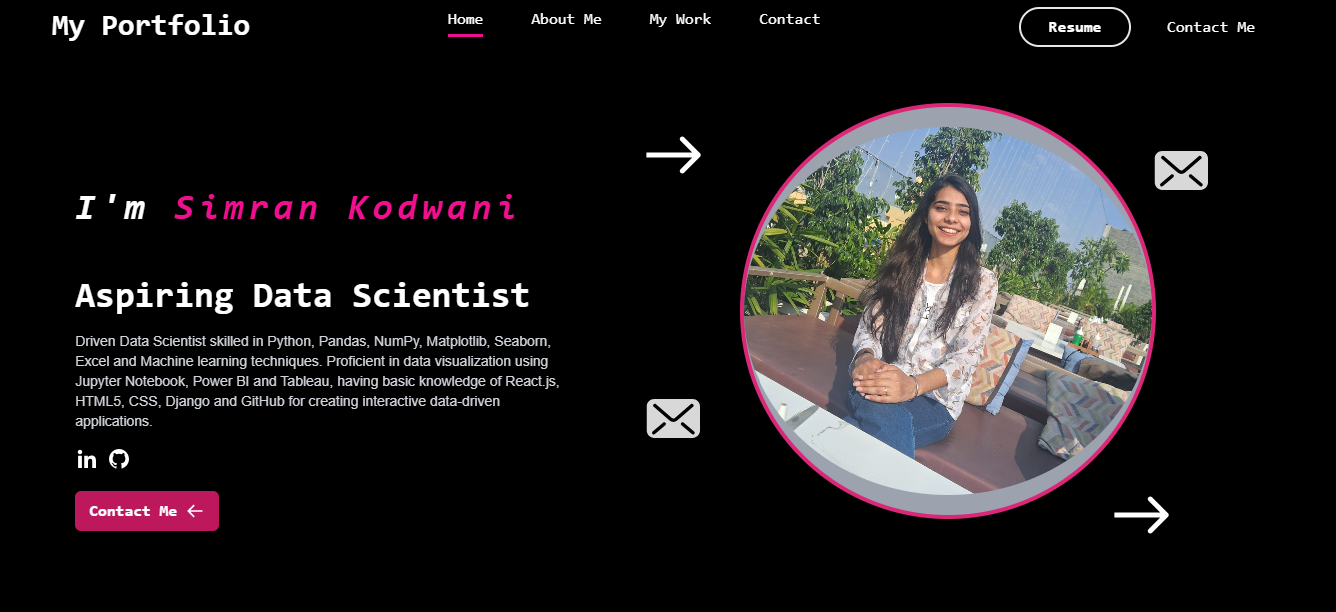 My Portfolio
Home
About Me
My Work
Contact
Resume
Contact Me
I'm Simran Kodwani
Aspiring Data Scientist
Driven Data Scientist skilled in Python, Pandas, NumPy, Matplotlib, Seaborn,
Excel and Machine learning techniques. Proficient in data visualization using
Jupyter Notebook, Power BI and Tableau, having basic knowledge of React.js,
HTML5, CSS, Django and GitHub for creating interactive data-driven
applications.
in
Contact Me